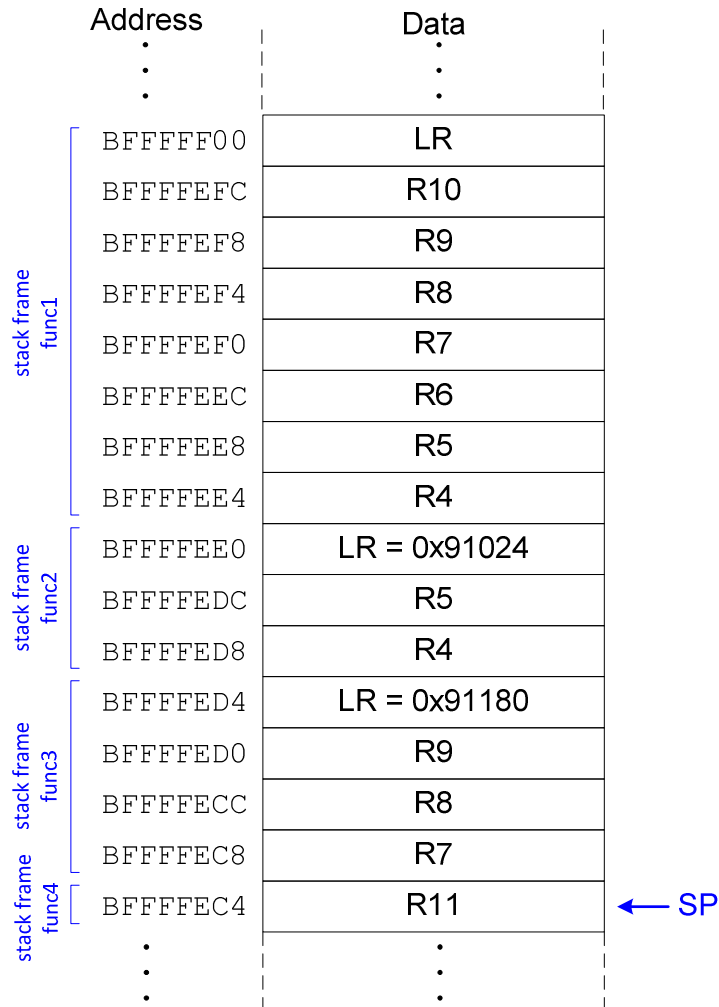 Address Data
BFFFFF00 LR
BFFFFEFC R10
BFFFFEF8 R9
BFFFFEF4 R8
BFFFFEF0 R7
BFFFFEEC R6
BFFFFEE8 R5
BFFFFEE4 R4
stack frame
func1
BFFFFEE0 LR = 0x91024
BFFFFEDC R5
BFFFFED8 R4
stack frame
func2
BFFFFED4 LR = 0x91180
BFFFFED0 R9
BFFFFECC R8
BFFFFEC8 R7
stack frame
func3
BFFFFEC4 R11 SP
stack frame
func4